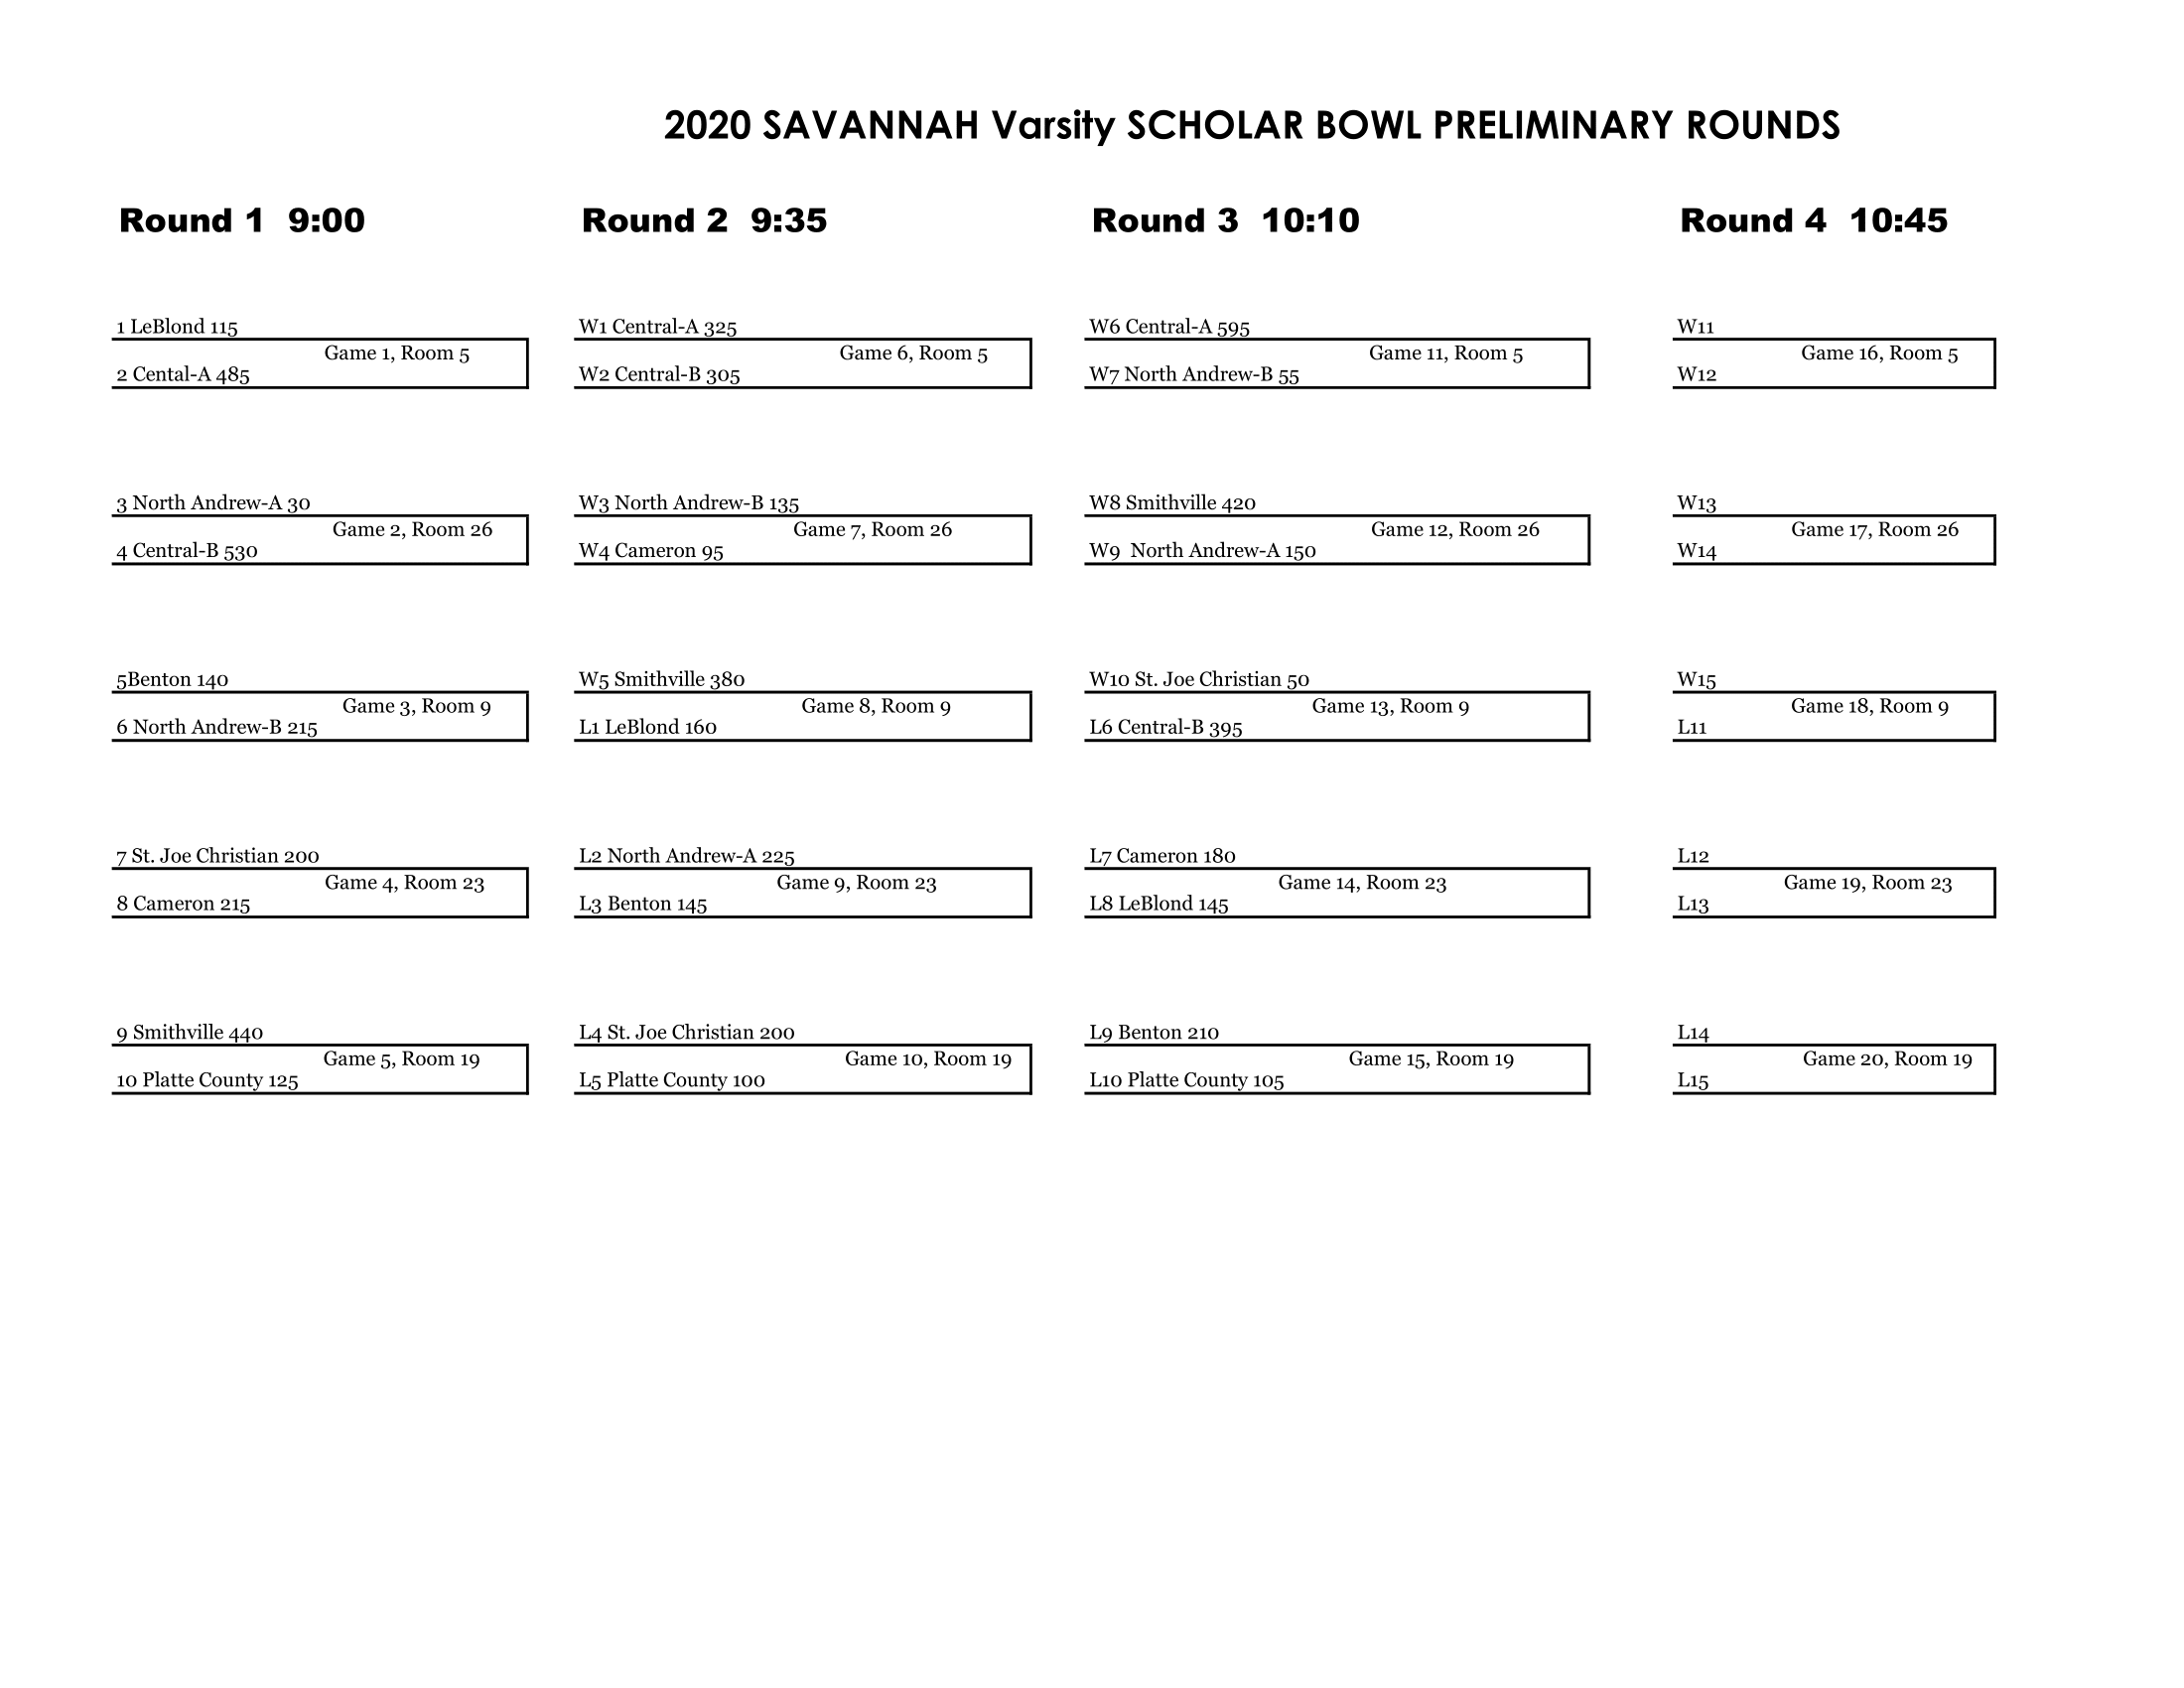 2020 SAVANNAH Varsity SCHOLAR BOWL PRELIMINARY ROUNDS
Round 1  9:00
1 LeBlond 115
Game 1, Room 5
2 Cental-A 485
3 North Andrew-A 30
Game 2, Room 26
4 Central-B 530
5Benton 140
Game 3, Room 9
6 North Andrew-B 215
7 St. Joe Christian 200
Game 4, Room 23
8 Cameron 215
9 Smithville 440
Game 5, Room 19
10 Platte County 125
Round 2  9:35
W1 Central-A 325
Game 6, Room 5
W2 Central-B 305
W3 North Andrew-B 135
Game 7, Room 26
W4 Cameron 95
W5 Smithville 380
Game 8, Room 9
L1 LeBlond 160
L2 North Andrew-A 225
Game 9, Room 23
L3 Benton 145
L4 St. Joe Christian 200
Game 10, Room 19
L5 Platte County 100
Round 3  10:10
W6 Central-A 595
Game 11, Room 5
W7 North Andrew-B 55
W8 Smithville 420
Game 12, Room 26
W9  North Andrew-A 150
W10 St. Joe Christian 50
Game 13, Room 9
L6 Central-B 395
L7 Cameron 180
Game 14, Room 23
L8 LeBlond 145
L9 Benton 210
Game 15, Room 19
L10 Platte County 105
Round 4  10:45
W11
Game 16, Room 5
W12
W13
Game 17, Room 26
W14
W15
Game 18, Room 9
L11
L12
Game 19, Room 23
L13
L14
Game 20, Room 19
L15